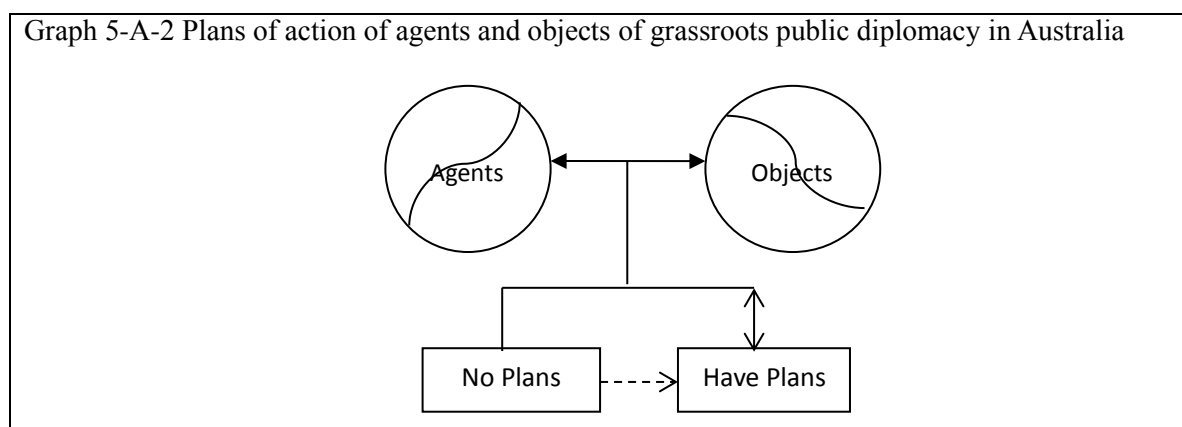 Graph 5-A-2 Plans of action of agents and objects of grassroots public diplomacy in Australia
Agents
Objects
No Plans
Have Plans